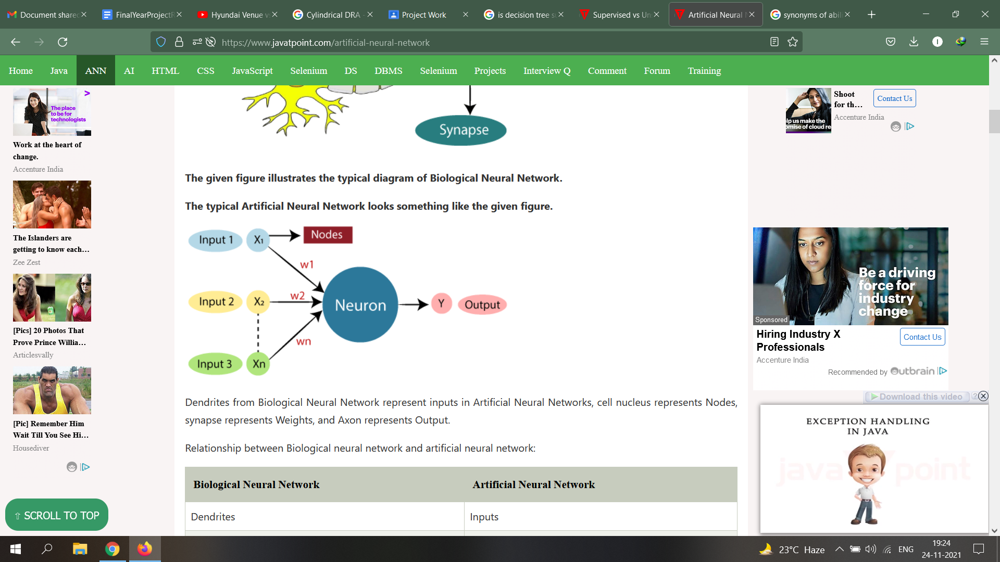 Document shared
FinalYearProjectR
Hyundai Venue v
Cylindrical DRA -
Project Work
is decision tree s
Supervised vs Un
Artificial Neural
synonyms of abil
https://www.javatpoint.com/artificial-neural-network
Home Java ANN AI HTML CSS JavaScript Selenium DS DBMS Selenium Projects Interview Q Comment Forum Training
The place
to be for
technologists
Work at the heart of
change.
Accenture India
The Islanders are
getting to know each...
Zee Zest
[Pics] 20 Photos That
Prove Prince Willia...
Articlesvally
[Pic] Remember Him
Wait Till You See Hi...
Housediver
⇧ SCROLL TO TOP
Synapse
The given figure illustrates the typical diagram of Biological Neural Network.
The typical Artificial Neural Network looks something like the given figure.
Input 1 X₁ Nodes
w1
Input 2 X₂ w2 Neuron Y Output
wn
Input 3 Xn
Dendrites from Biological Neural Network represent inputs in Artificial Neural Networks, cell nucleus represents Nodes,
synapse represents Weights, and Axon represents Output.
Relationship between Biological neural network and artificial neural network:
Biological Neural Network Artificial Neural Network
Dendrites Inputs
lp us make the
omise of cloud re
Shoot
for th...
Contact Us
Accenture India
Be a driving
force for
industry
change
Sponsored
Hiring Industry X
Professionals
Contact Us
Accenture India
Recommended by Outbrain
Download this video ?
EXCEPTION HANDLING
IN JAVA
java point
23°C Haze
ENG
19:24
24-11-2021